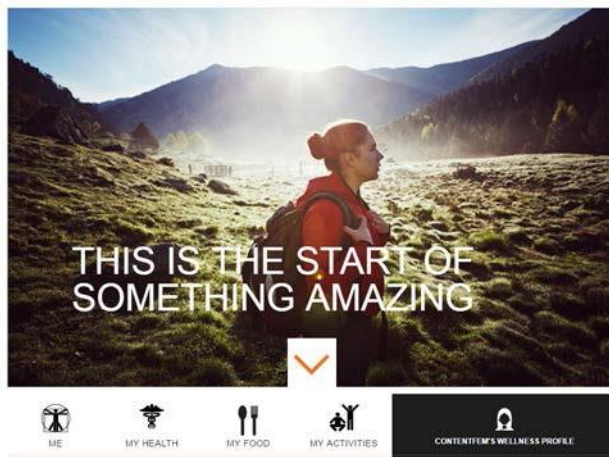 THIS IS THE START OF
SOMETHING AMAZING
ME
MY HEALTH
MY FOOD
MY ACTIVITIES
CONTENTFEM'S WELLNESS PROFILE